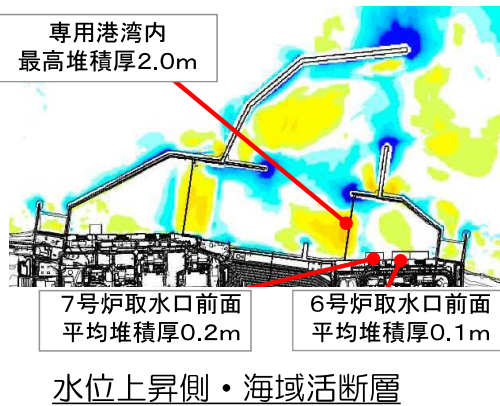 専用港湾内
最高堆積厚2.0m
7号炉取水口前面
平均堆積厚0.2m
6号炉取水口前面
平均堆積厚0.1m
水位上昇側・海域活断層